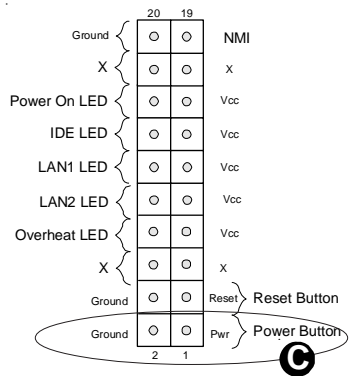 20 19
Ground NMI
X X
Power On LED Vcc
IDE LED Vcc
LAN1 LED Vcc
LAN2 LED Vcc
Overheat LED Vcc
X X
Ground Reset Reset Button
Ground Pwr Power Button
2 1
C